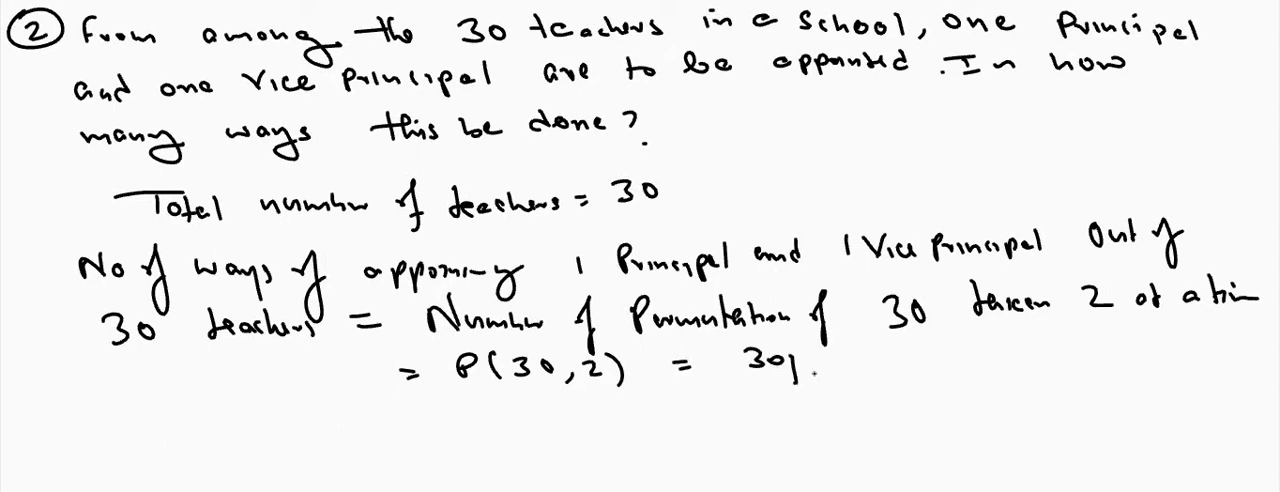 ② From among the 30 teachers in a school, one Principal
and one Vice Principal are to be appointed. In how
many ways this be done?
Total number of teachers = 30
No of ways of appointing 1 Principal and 1 Vice Principal Out of
30 teachers = Number of Permutation of 30 taken 2 at a time
= P(30,2) = 30!